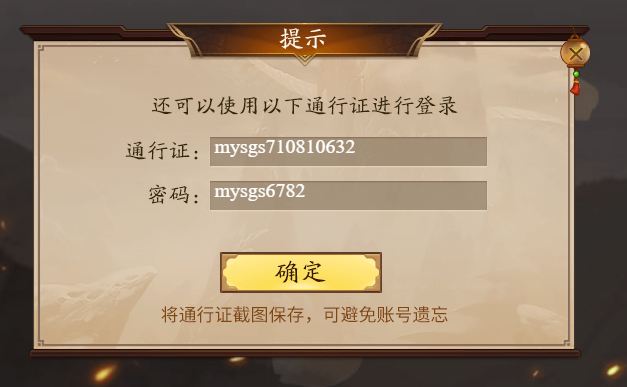 提示
还可以使用以下通行证进行登录
通行证：mysgs710810632
密码：mysgs6782
确定
将通行证截图保存，可避免账号遗忘